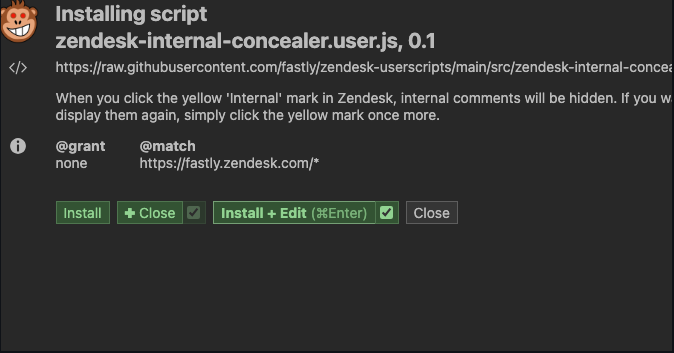 Installing script
zendesk-internal-concealer.user.js, 0.1
</> https://raw.githubusercontent.com/fastly/zendesk-userscripts/main/src/zendesk-internal-concea
When you click the yellow 'Internal' mark in Zendesk, internal comments will be hidden. If you wa
display them again, simply click the yellow mark once more.
@grant @match
none https://fastly.zendesk.com/*
Install + Close Install + Edit (⌘Enter) Close